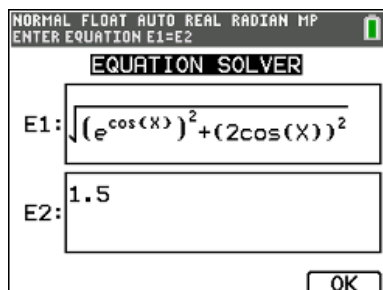 NORMAL FLOAT AUTO REAL RADIAN MP
ENTER EQUATION E1=E2
EQUATION SOLVER
E1: √((e^cos(X))²+(2cos(X))²)
E2: 1.5
OK